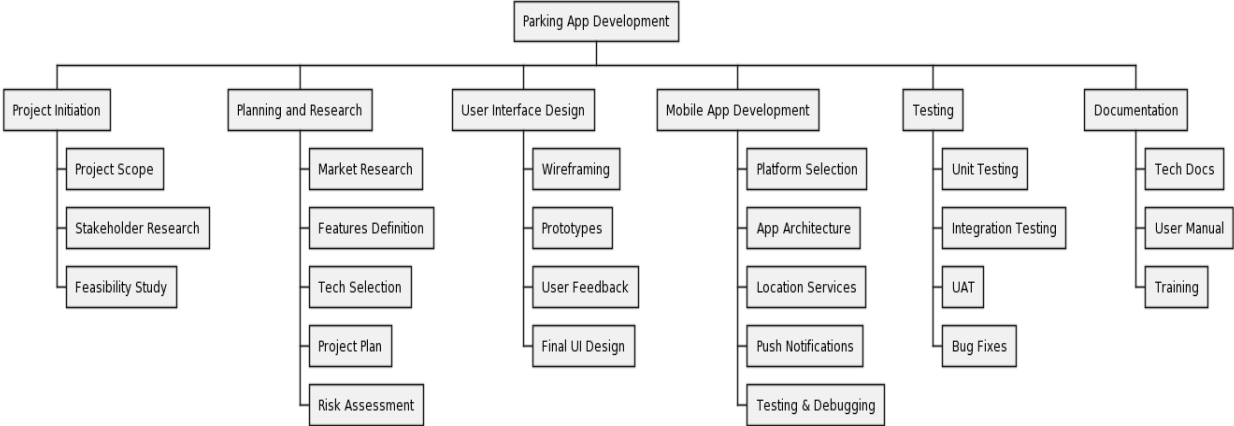 Parking App Development
Project Initiation
Planning and Research
User Interface Design
Mobile App Development
Testing
Documentation
Project Scope
Stakeholder Research
Feasibility Study
Market Research
Features Definition
Tech Selection
Project Plan
Risk Assessment
Wireframing
Prototypes
User Feedback
Final UI Design
Platform Selection
App Architecture
Location Services
Push Notifications
Testing & Debugging
Unit Testing
Integration Testing
UAT
Bug Fixes
Tech Docs
User Manual
Training